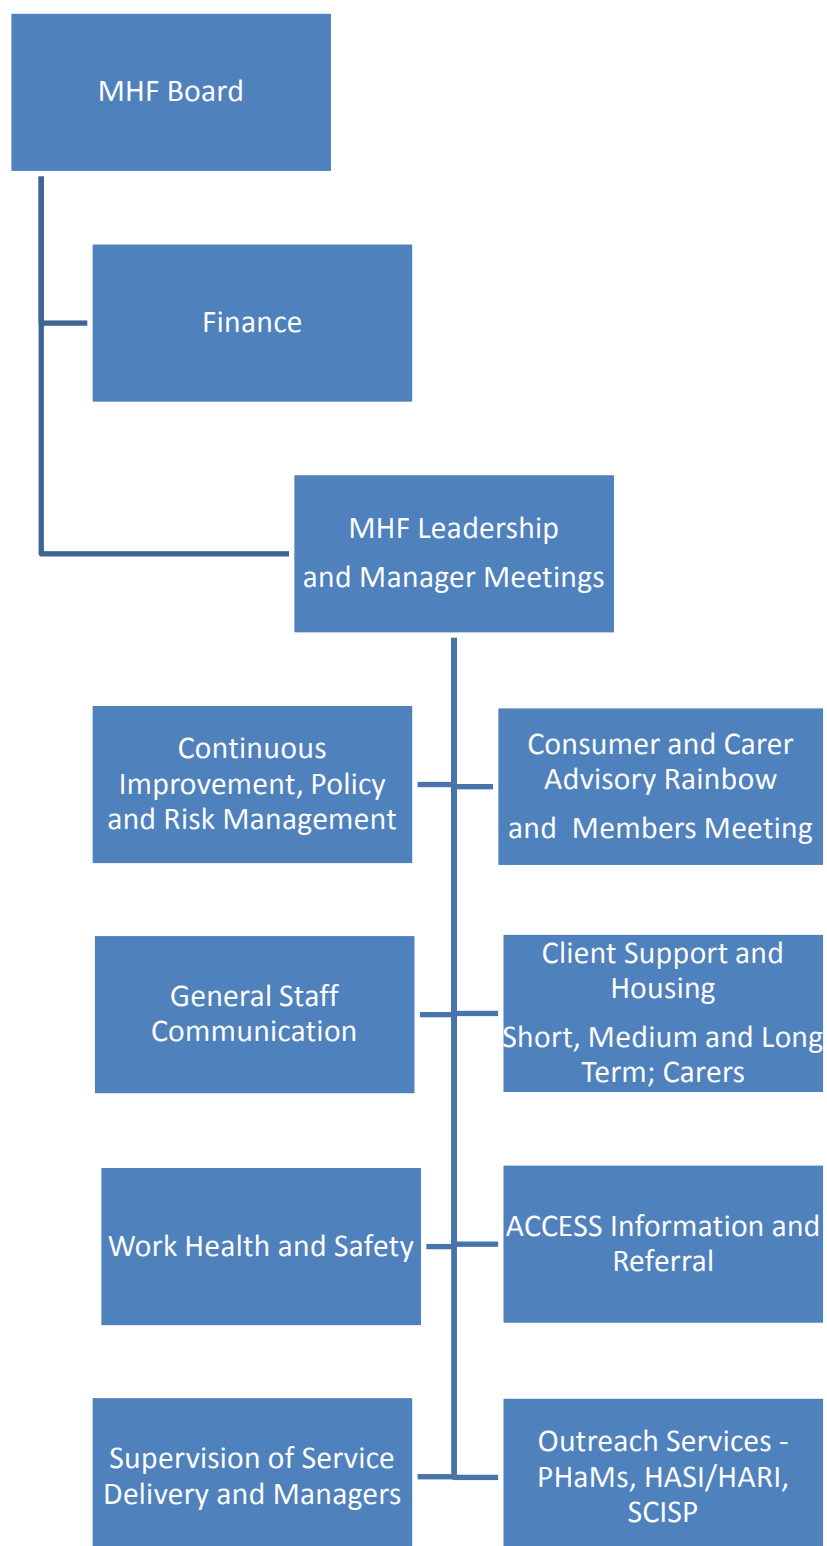 MHF Board
Finance
MHF Leadership
and Manager Meetings
Continuous
Improvement, Policy
and Risk Management
Consumer and Carer
Advisory Rainbow
and Members Meeting
General Staff
Communication
Client Support and
Housing
Short, Medium and Long
Term; Carers
Work Health and Safety
ACCESS Information and
Referral
Supervision of Service
Delivery and Managers
Outreach Services -
PHaMs, HASI/HARI,
SCISP